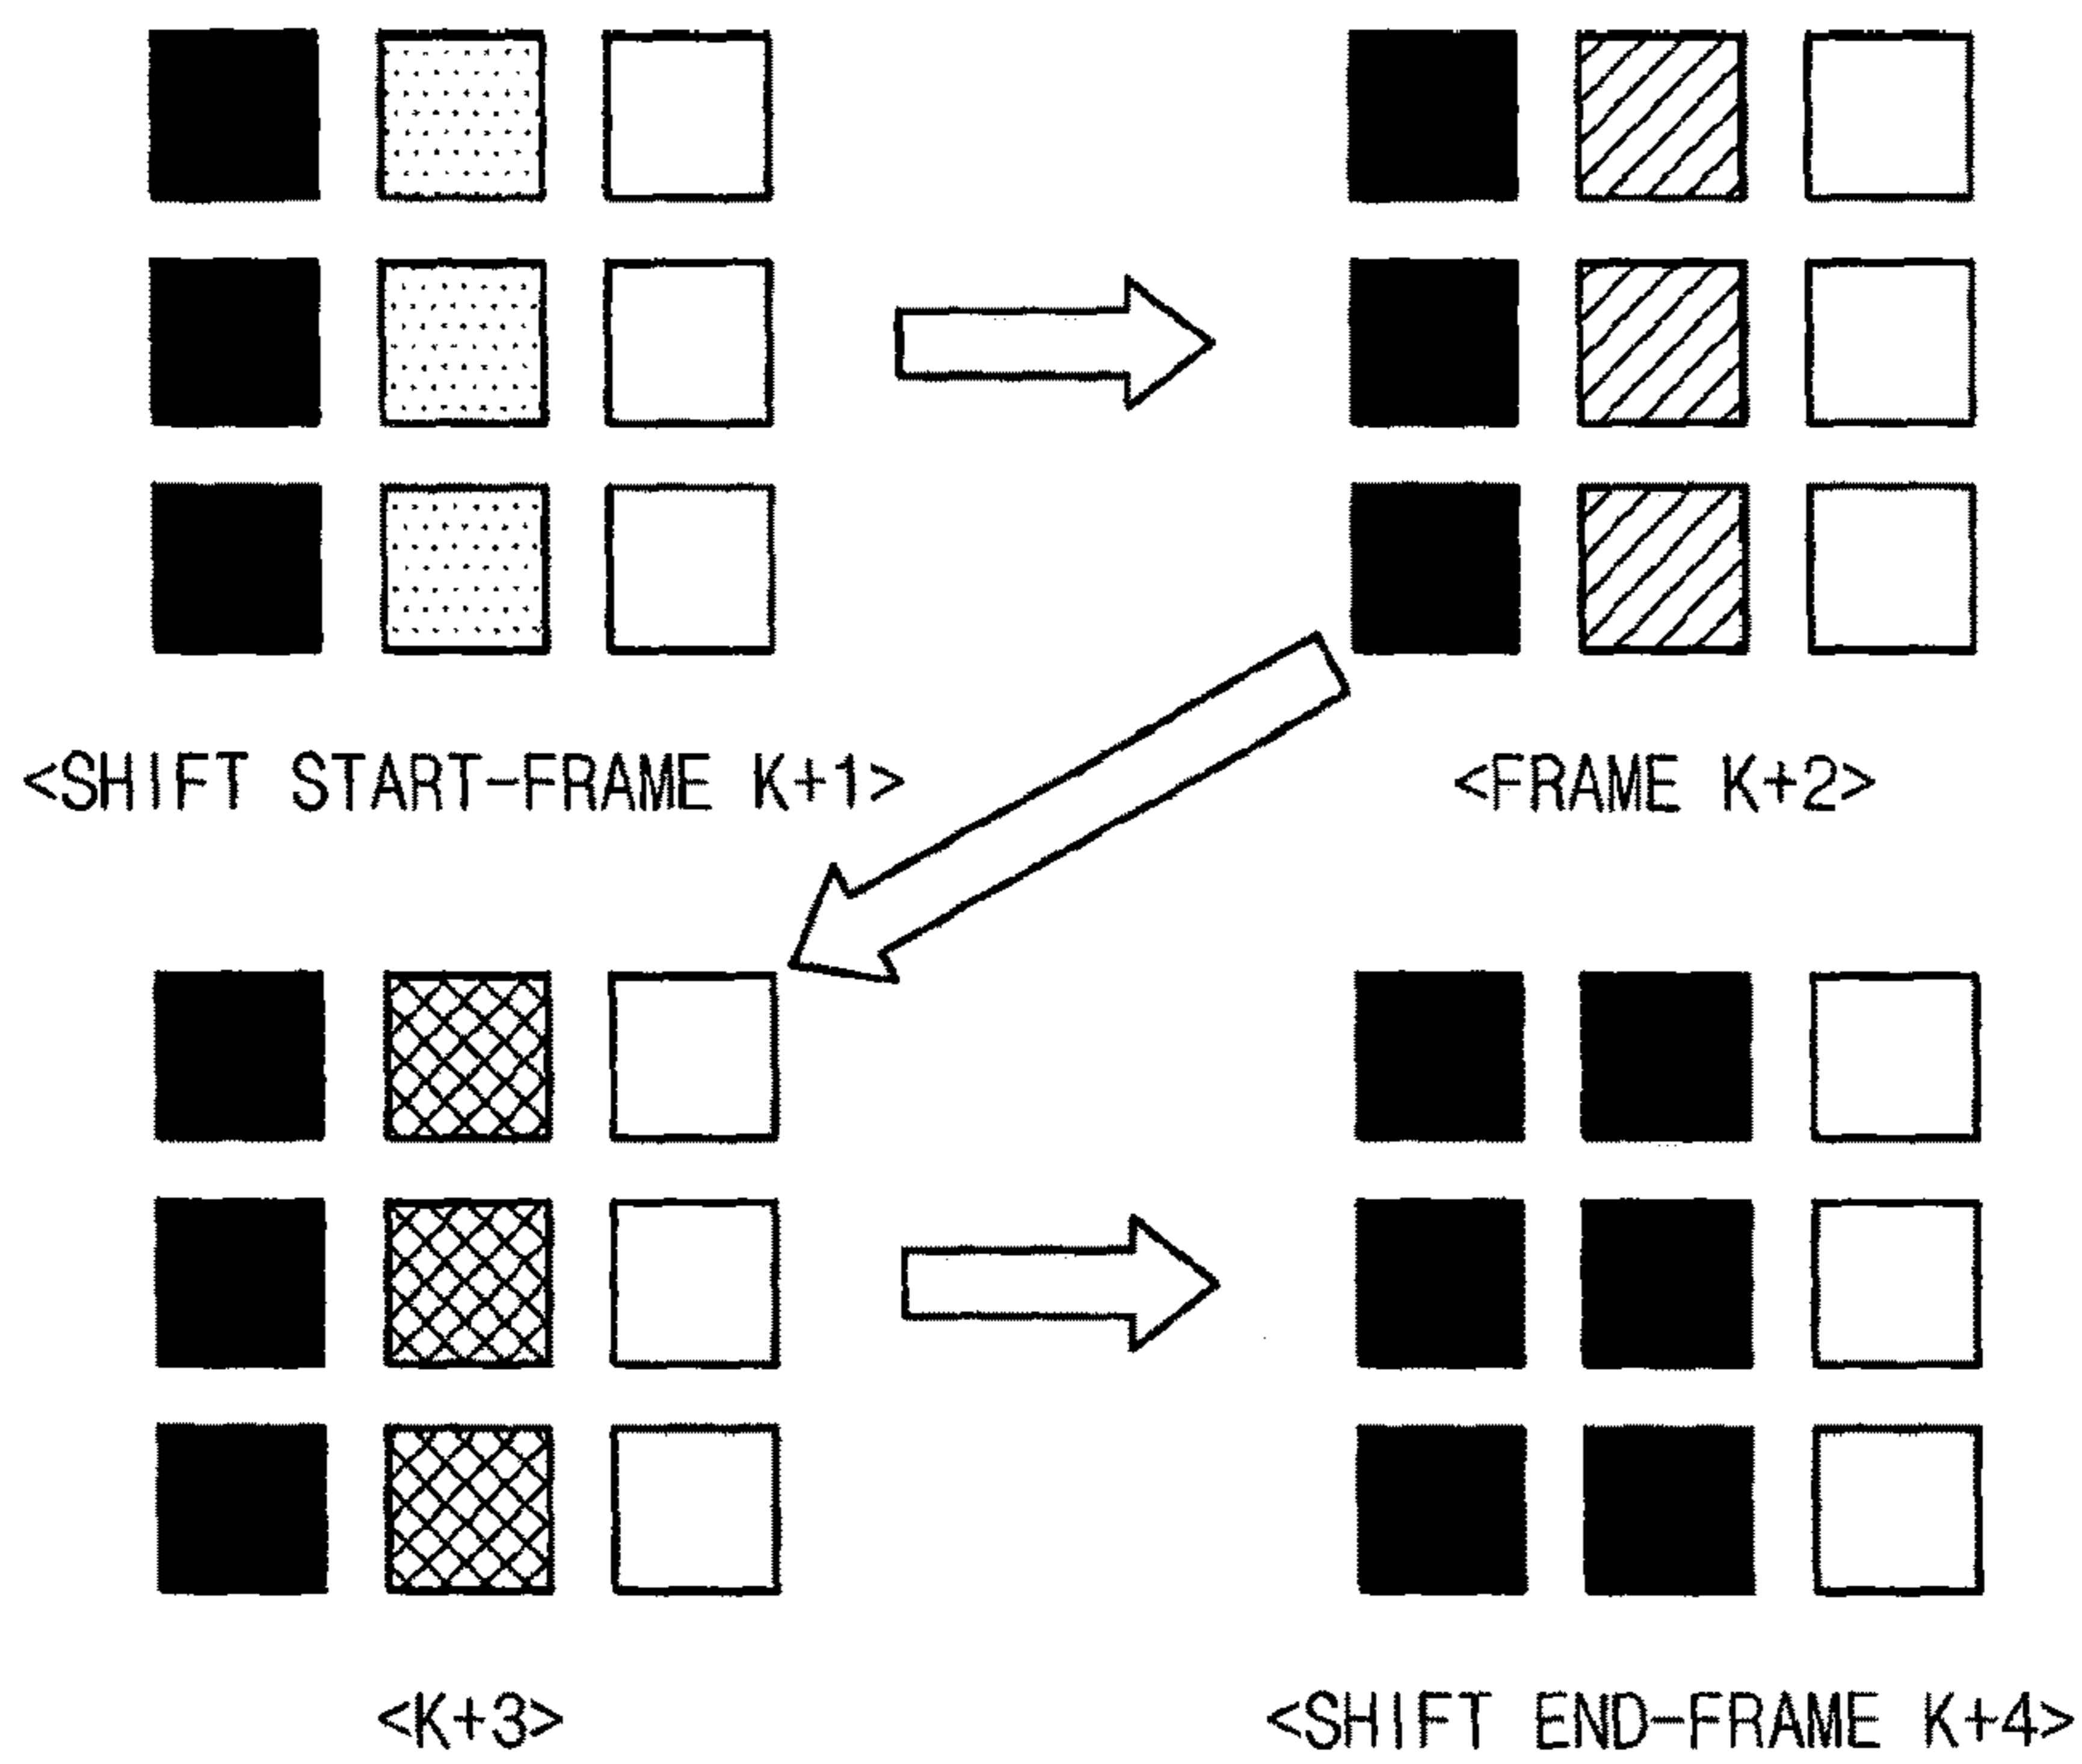 <SHIFT START-FRAME K+1>
<FRAME K+2>
<K+3>
<SHIFT END-FRAME K+4>